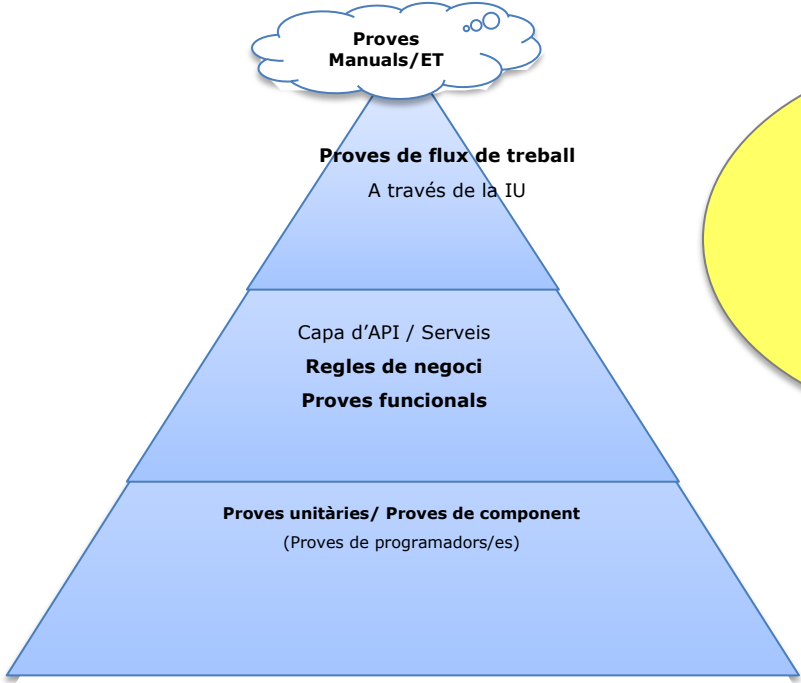 Proves
Manuals/ET
Proves de flux de treball
A través de la IU
Capa d’API / Serveis
Regles de negoci
Proves funcionals
Proves unitàries/ Proves de component
(Proves de programadors/es)